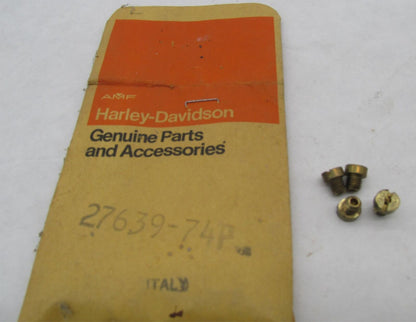 AMF
Harley-Davidson
Genuine Parts
and Accessories
27639-74P
ITALY